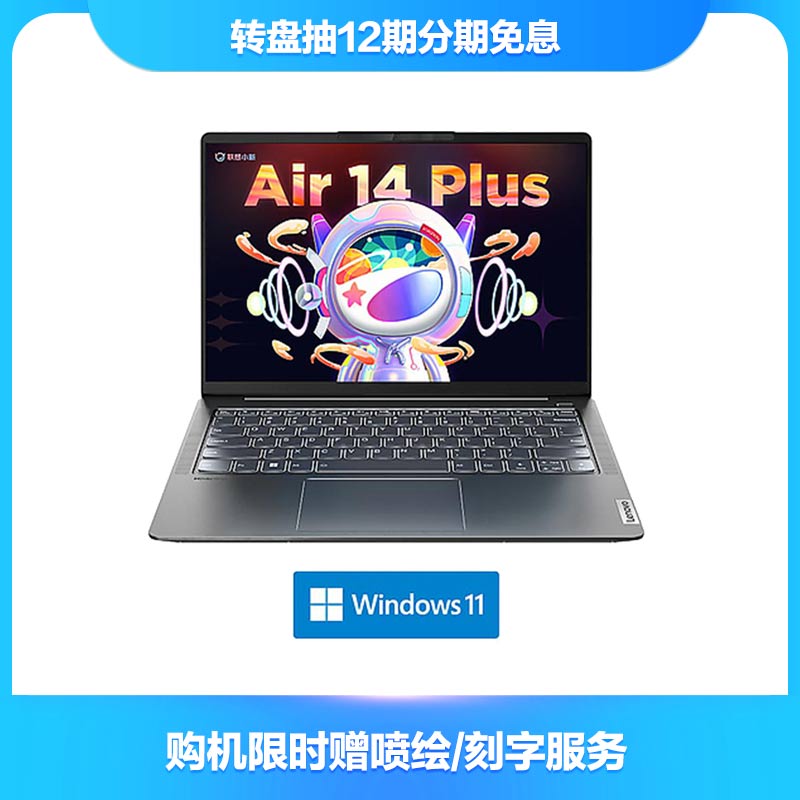 转盘抽12期分期免息
联想小新
Air 14 Plus
Lenovo
Windows 11
购机限时赠喷绘/刻字服务